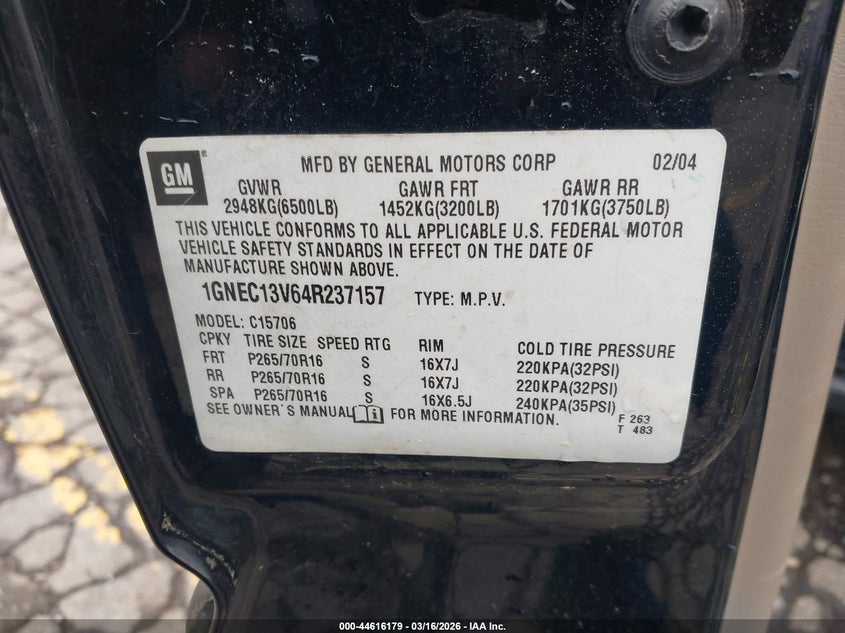 GM
MFD BY GENERAL MOTORS CORP 02/04
GVWR GAWR FRT GAWR RR
2948KG(6500LB) 1452KG(3200LB) 1701KG(3750LB)
THIS VEHICLE CONFORMS TO ALL APPLICABLE U.S. FEDERAL MOTOR
VEHICLE SAFETY STANDARDS IN EFFECT ON THE DATE OF
MANUFACTURE SHOWN ABOVE.
1GNEC13V64R237157 TYPE: M.P.V.
MODEL: C15706
CPKY TIRE SIZE SPEED RTG RIM COLD TIRE PRESSURE
FRT P265/70R16 S 16X7J 220KPA(32PSI)
RR P265/70R16 S 16X7J 220KPA(32PSI)
SPA P265/70R16 S 16X6.5J 240KPA(35PSI)
SEE OWNER'S MANUAL FOR MORE INFORMATION.
F 263
T 483
000-44616179 — 03/16/2026 — IAA Inc.